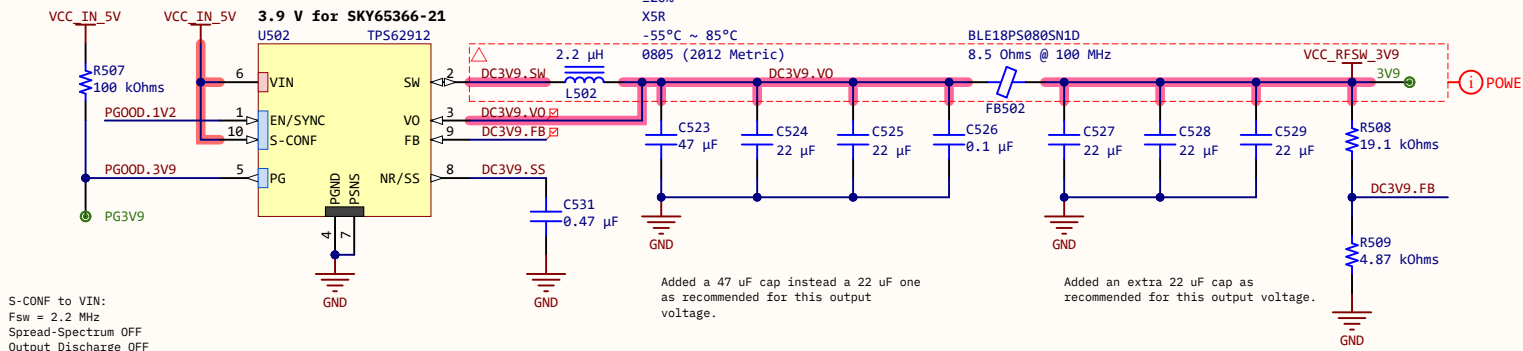 VCC_IN_5V
VCC_IN_5V
3.9 V for SKY65366-21
U502
TPS62912
R507
100 kOhms
PGOOD.1V2
PGOOD.3V9
PG3V9
6
VIN
1
EN/SYNC
10
S-CONF
5
PG
SW
2
VO
3
FB
9
NR/SS
8
PGND
PSNS
4
7
GND
DC3V9.SW
DC3V9.VO
DC3V9.FB
DC3V9.SS
C531
0.47 µF
GND
X5R
-55°C ~ 85°C
0805 (2012 Metric)
2.2 µH
L502
DC3V9.VO
C523
47 µF
C524
22 µF
C525
22 µF
C526
0.1 µF
GND
BLE18PS080SN1D
8.5 Ohms @ 100 MHz
FB502
C527
22 µF
C528
22 µF
C529
22 µF
GND
VCC_RFSW_3V9
3V9
i
POWE
R508
19.1 kOhms
DC3V9.FB
R509
4.87 kOhms
GND
Added a 47 uF cap instead a 22 uF one
as recommended for this output
voltage.
Added an extra 22 uF cap as
recommended for this output voltage.
S-CONF to VIN:
Fsw = 2.2 MHz
Spread-Spectrum OFF
Output Discharge OFF